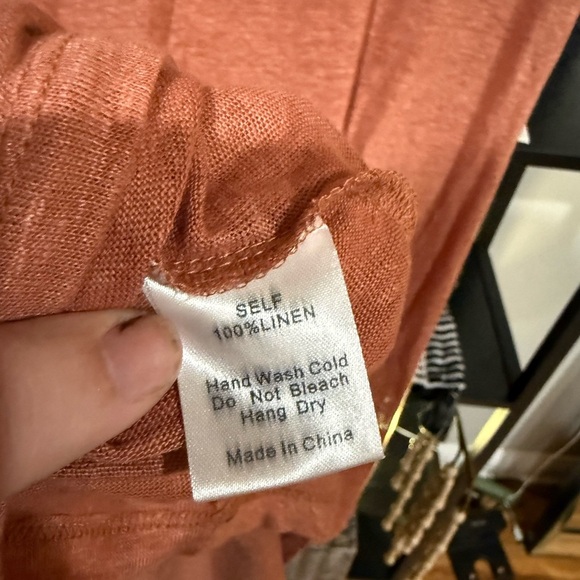 SELF
100%LINEN
Hand Wash Cold
Do Not Bleach
Hang Dry
Made In China